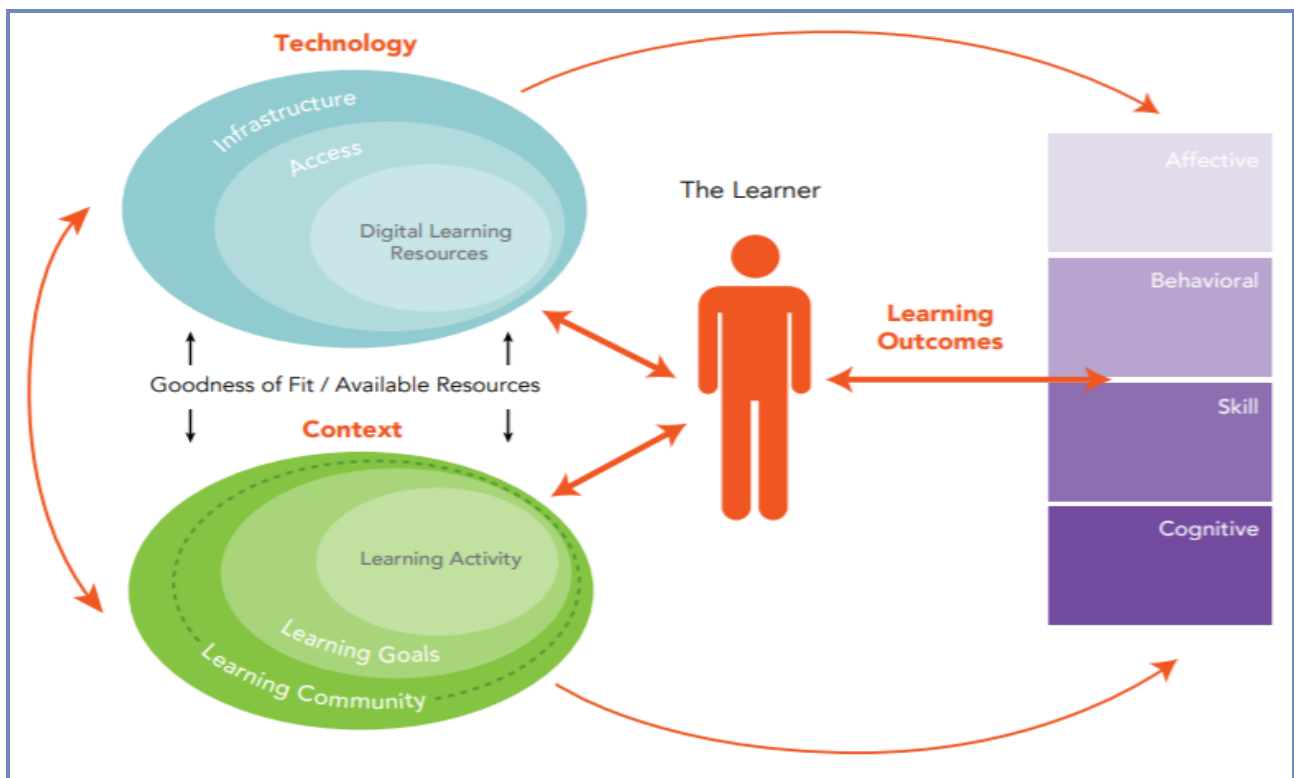 Technology
Infrastructure
Access
Digital Learning
Resources
The Learner
Affective
Behavioral
Learning
Outcomes
Skill
Cognitive
Goodness of Fit / Available Resources
Context
Learning Activity
Learning Goals
Learning Community